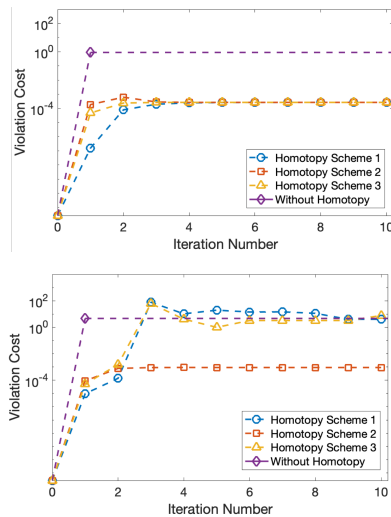 10²
10⁰
10⁻⁴
Violation Cost
Homotopy Scheme 1
Homotopy Scheme 2
Homotopy Scheme 3
Without Homotopy
0 2 4 6 8 10
Iteration Number
10²
10⁰
10⁻⁴
Violation Cost
Homotopy Scheme 1
Homotopy Scheme 2
Homotopy Scheme 3
Without Homotopy
0 2 4 6 8 10
Iteration Number